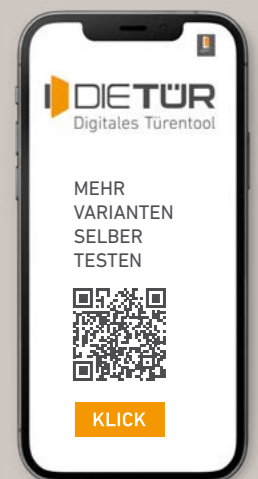 DIETÜR
Digitales Türentool
MEHR
VARIANTEN
SELBER
TESTEN
KLICK